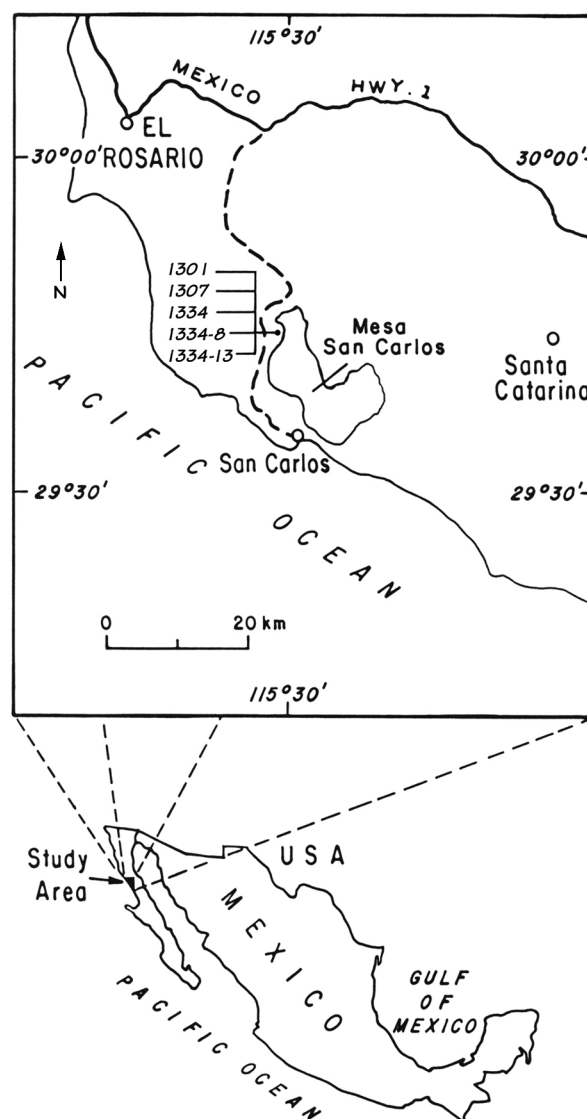 115°30'
MEXICO
HWY. 1
EL
ROSARIO
30°00'
30°00'
N
1301
1307
1334
1334-8
1334-13
Mesa
San Carlos
Santa
Catarina
PACIFIC
OCEAN
San Carlos
29°30'
29°30'
0
20 km
115°30'
Study
Area
USA
MEXICO
GULF
OF
MEXICO
PACIFIC OCEAN